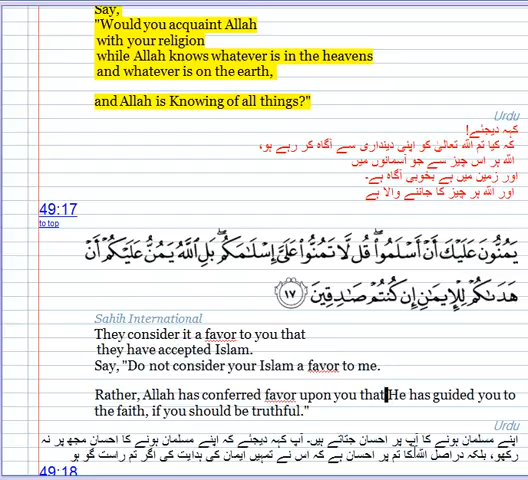 Say,
"Would you acquaint Allah
with your religion
while Allah knows whatever is in the heavens
and whatever is on the earth,
and Allah is Knowing of all things?"
Urdu
کہہ دیجئے!
کہ کیا تم اللہ تعالیٰ کو اپنی دینداری سے آگاه کر رہے ہو،
اللہ ہر اس چیز سے جو آسمانوں میں
اور زمین میں ہے بخوبی آگاه ہے۔
اور اللہ ہر چیز کا جاننے واﻻ ہے
49:17
to top
يَمُنُّونَ عَلَيْكَ أَنْ أَسْلَمُوا۟ ۖ قُل لَّا تَمُنُّوا۟ عَلَىَّ إِسْلَـٰمَكُم ۖ بَلِ ٱللَّهُ يَمُنُّ عَلَيْكُمْ أَنْ
هَدَىٰكُمْ لِلْإِيمَـٰنِ إِن كُنتُمْ صَـٰدِقِينَ ١٧
Sahih International
They consider it a favor to you that
they have accepted Islam.
Say, "Do not consider your Islam a favor to me.
Rather, Allah has conferred favor upon you that He has guided you to
the faith, if you should be truthful."
Urdu
اپنے مسلمان ہونے کا آپ پر احسان جتاتے ہیں۔ آپ کہہ دیجئے کہ اپنے مسلمان ہونے کا احسان مجھ پر نہ
رکھو، بلکہ دراصل اللہ کا تم پر احسان ہے کہ اس نے تمہیں ایمان کی ہدایت کی اگر تم راست گو ہو
49:18